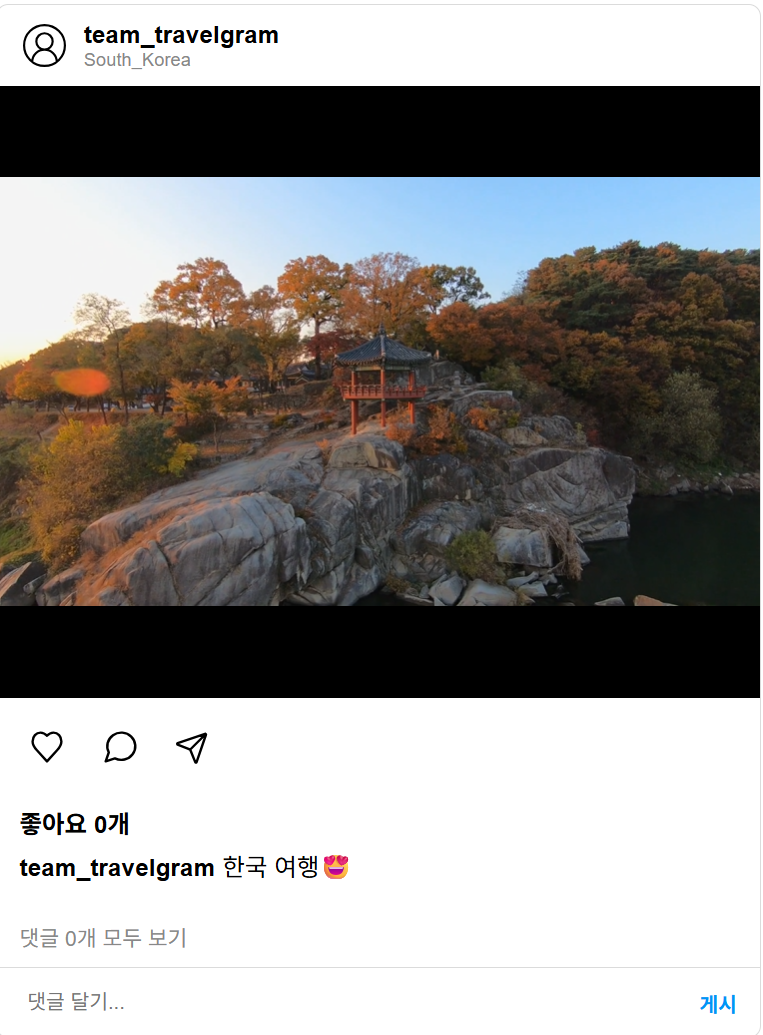 team_travelgram
South_Korea
좋아요 0개
team_travelgram 한국 여행😍
댓글 0개 모두 보기
댓글 달기...
게시